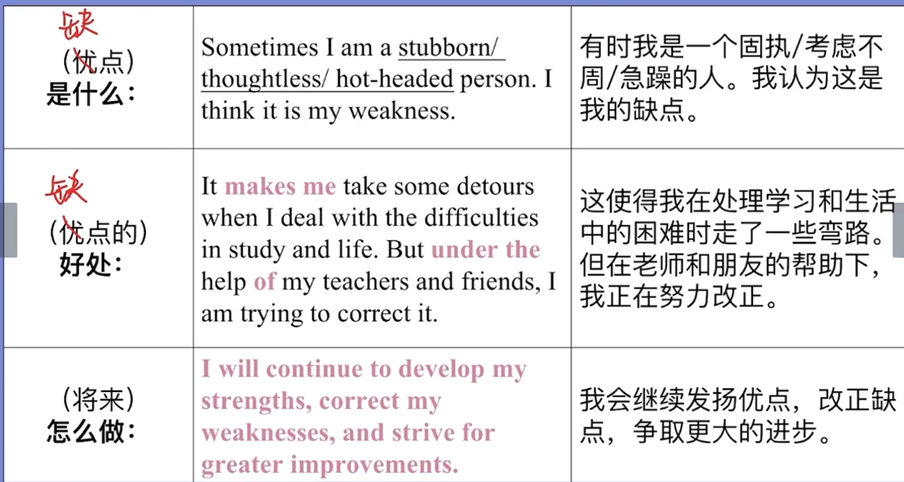 缺
（优点）
是什么：
Sometimes I am a stubborn/
thoughtless/ hot-headed person. I
think it is my weakness.
有时我是一个固执/考虑不
周/急躁的人。我认为这是
我的缺点。
缺
（优点的）
好处：
It makes me take some detours
when I deal with the difficulties
in study and life. But under the
help of my teachers and friends, I
am trying to correct it.
这使得我在处理学习和生活
中的困难时走了一些弯路。
但在老师和朋友的帮助下，
我正在努力改正。
（将来）
怎么做：
I will continue to develop my
strengths, correct my
weaknesses, and strive for
greater improvements.
我会继续发扬优点，改正缺
点，争取更大的进步。